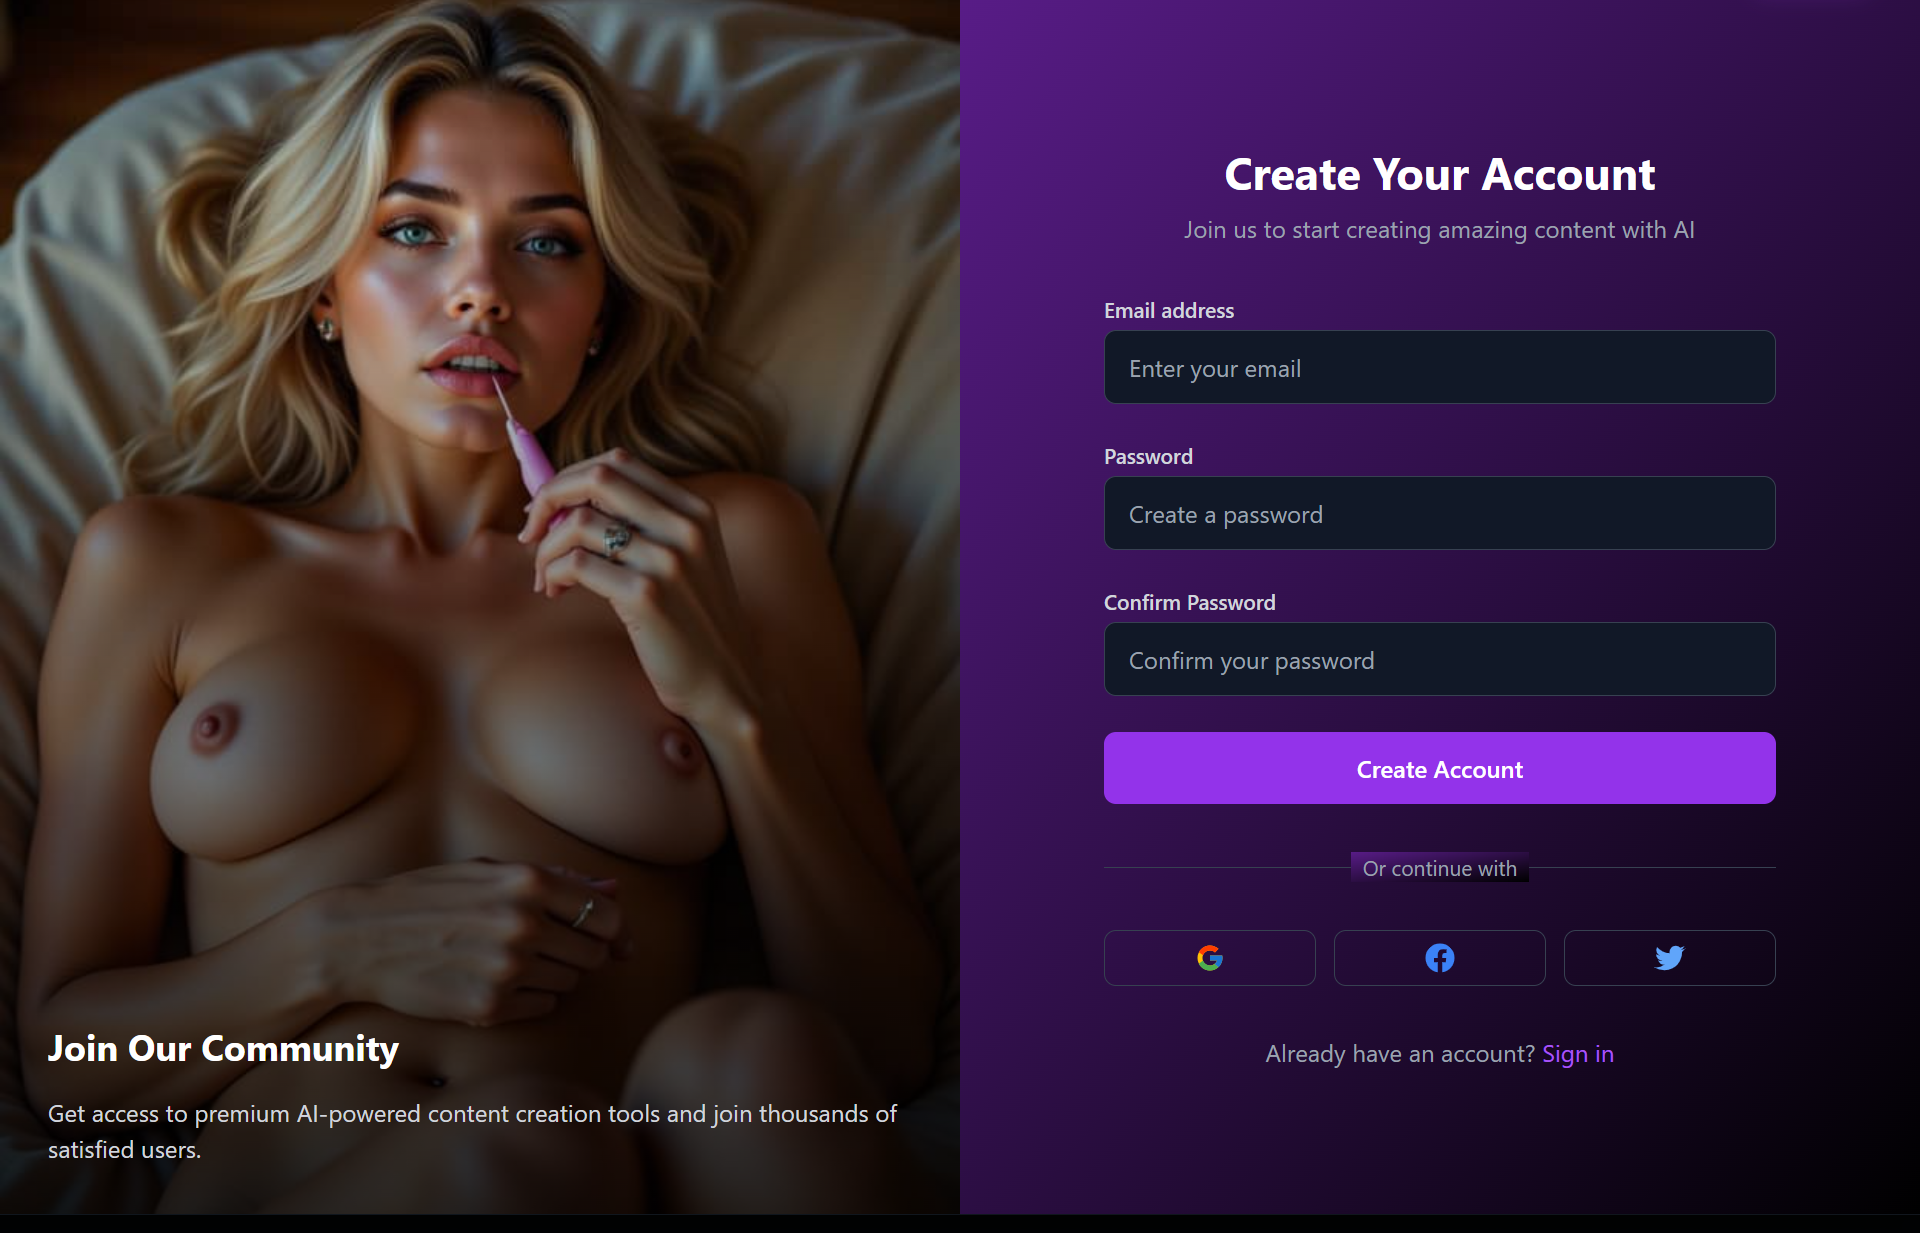 Join Our Community
Get access to premium AI-powered content creation tools and join thousands of
satisfied users.
Create Your Account
Join us to start creating amazing content with AI
Email address
Enter your email
Password
Create a password
Confirm Password
Confirm your password
Create Account
Or continue with
Already have an account? Sign in